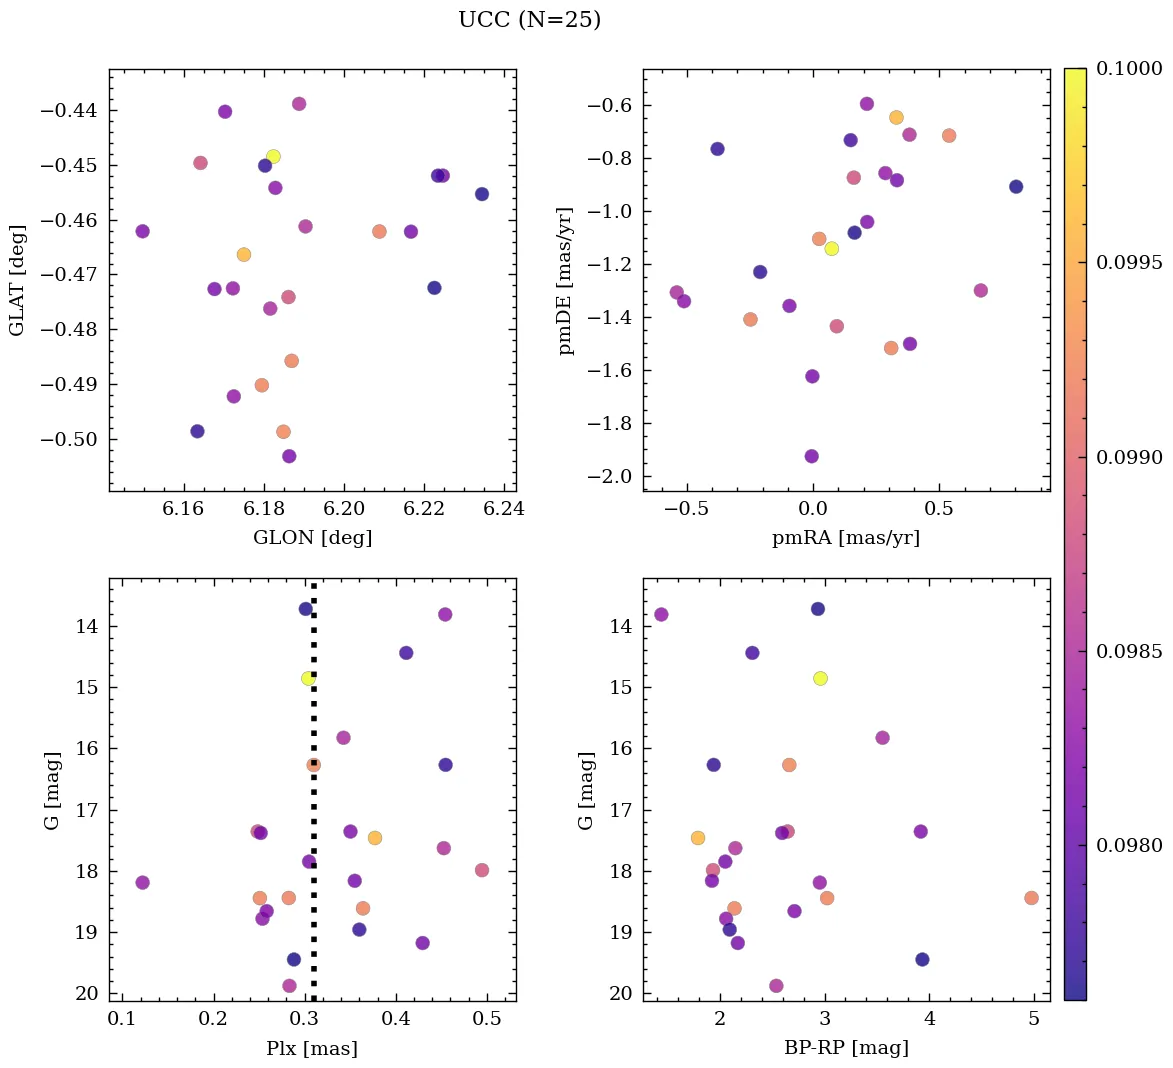 UCC (N=25)
−0.44
−0.45
−0.46
−0.47
−0.48
−0.49
−0.50
GLAT [deg]
6.16 6.18 6.20 6.22 6.24
GLON [deg]
−0.6
−0.8
−1.0
−1.2
−1.4
−1.6
−1.8
−2.0
pmDE [mas/yr]
−0.5 0.0 0.5
pmRA [mas/yr]
14
15
16
17
18
19
20
G [mag]
0.1 0.2 0.3 0.4 0.5
Plx [mas]
14
15
16
17
18
19
20
G [mag]
2 3 4 5
BP-RP [mag]
0.1000
0.0995
0.0990
0.0985
0.0980